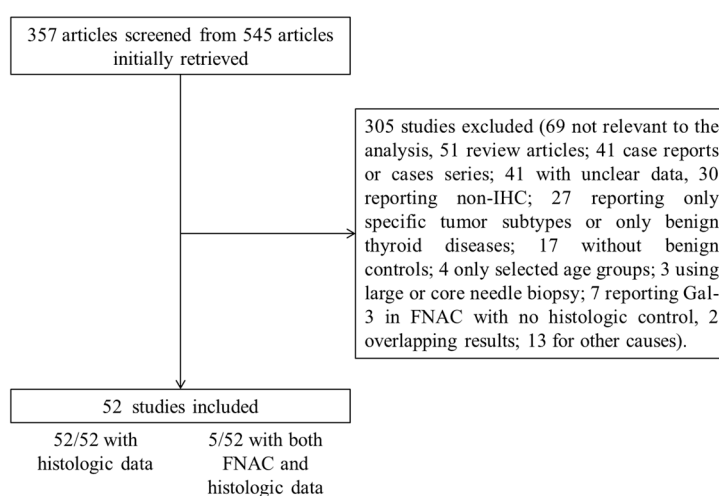 357 articles screened from 545 articles
initially retrieved
305 studies excluded (69 not relevant to the
analysis, 51 review articles; 41 case reports
or cases series; 41 with unclear data, 30
reporting non-IHC; 27 reporting only
specific tumor subtypes or only benign
thyroid diseases; 17 without benign
controls; 4 only selected age groups; 3 using
large or core needle biopsy; 7 reporting Gal-
3 in FNAC with no histologic control, 2
overlapping results; 13 for other causes).
52 studies included
52/52 with
histologic data
5/52 with both
FNAC and
histologic data